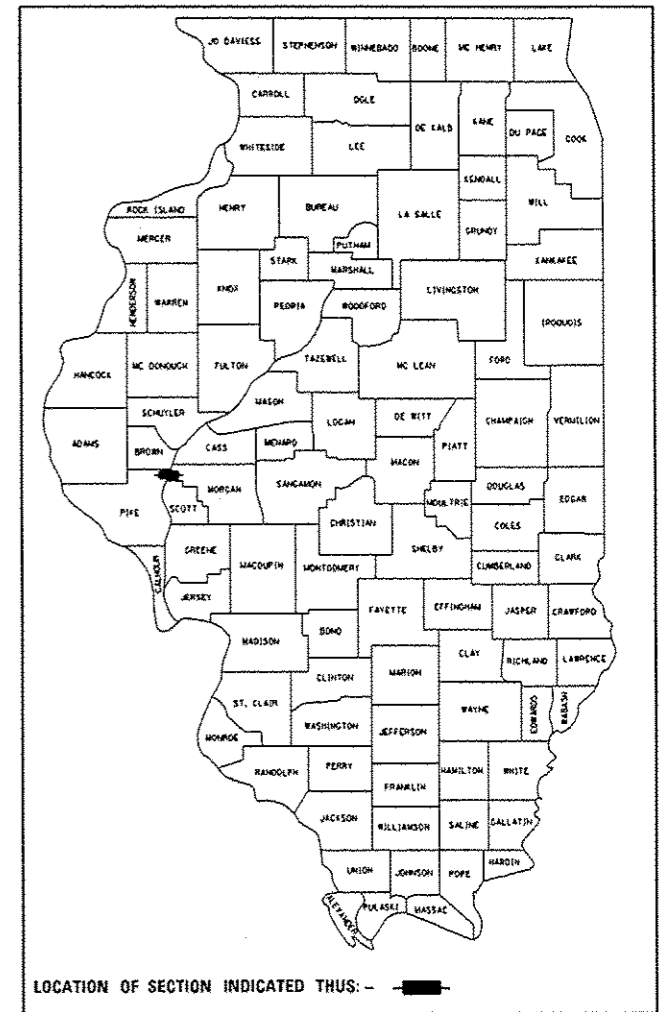 JO DAVIESS
STEPHENSON
WINNEBAGO
BOONE
MC HENRY
LAKE
CARROLL
OGLE
DE KALB
KANE
DU PAGE
COOK
WHITESIDE
LEE
KENDALL
WILL
ROCK ISLAND
HENRY
BUREAU
LA SALLE
GRUNDY
MERCER
PUTNAM
STARK
MARSHALL
KANKAKEE
HENDERSON
WARREN
KNOX
PEORIA
WOODFORD
LIVINGSTON
IROQUOIS
HANCOCK
MC DONOUGH
FULTON
TAZEWELL
MC LEAN
FORD
SCHUYLER
MASON
LOGAN
DE WITT
CHAMPAIGN
VERMILION
ADAMS
BROWN
CASS
MENARD
PIATT
MACON
PIKE
SCOTT
MORGAN
SANGAMON
MOULTRIE
DOUGLAS
EDGAR
CHRISTIAN
COLES
CALHOUN
GREENE
MACOUPIN
MONTGOMERY
SHELBY
CUMBERLAND
CLARK
JERSEY
FAYETTE
EFFINGHAM
JASPER
CRAWFORD
MADISON
BOND
CLAY
RICHLAND
LAWRENCE
CLINTON
MARION
ST. CLAIR
WAYNE
EDWARDS
WABASH
MONROE
WASHINGTON
JEFFERSON
RANDOLPH
PERRY
HAMILTON
WHITE
FRANKLIN
JACKSON
WILLIAMSON
SALINE
GALLATIN
UNION
JOHNSON
POPE
HARDIN
ALEXANDER
PULASKI
MASSAC
LOCATION OF SECTION INDICATED THUS: -